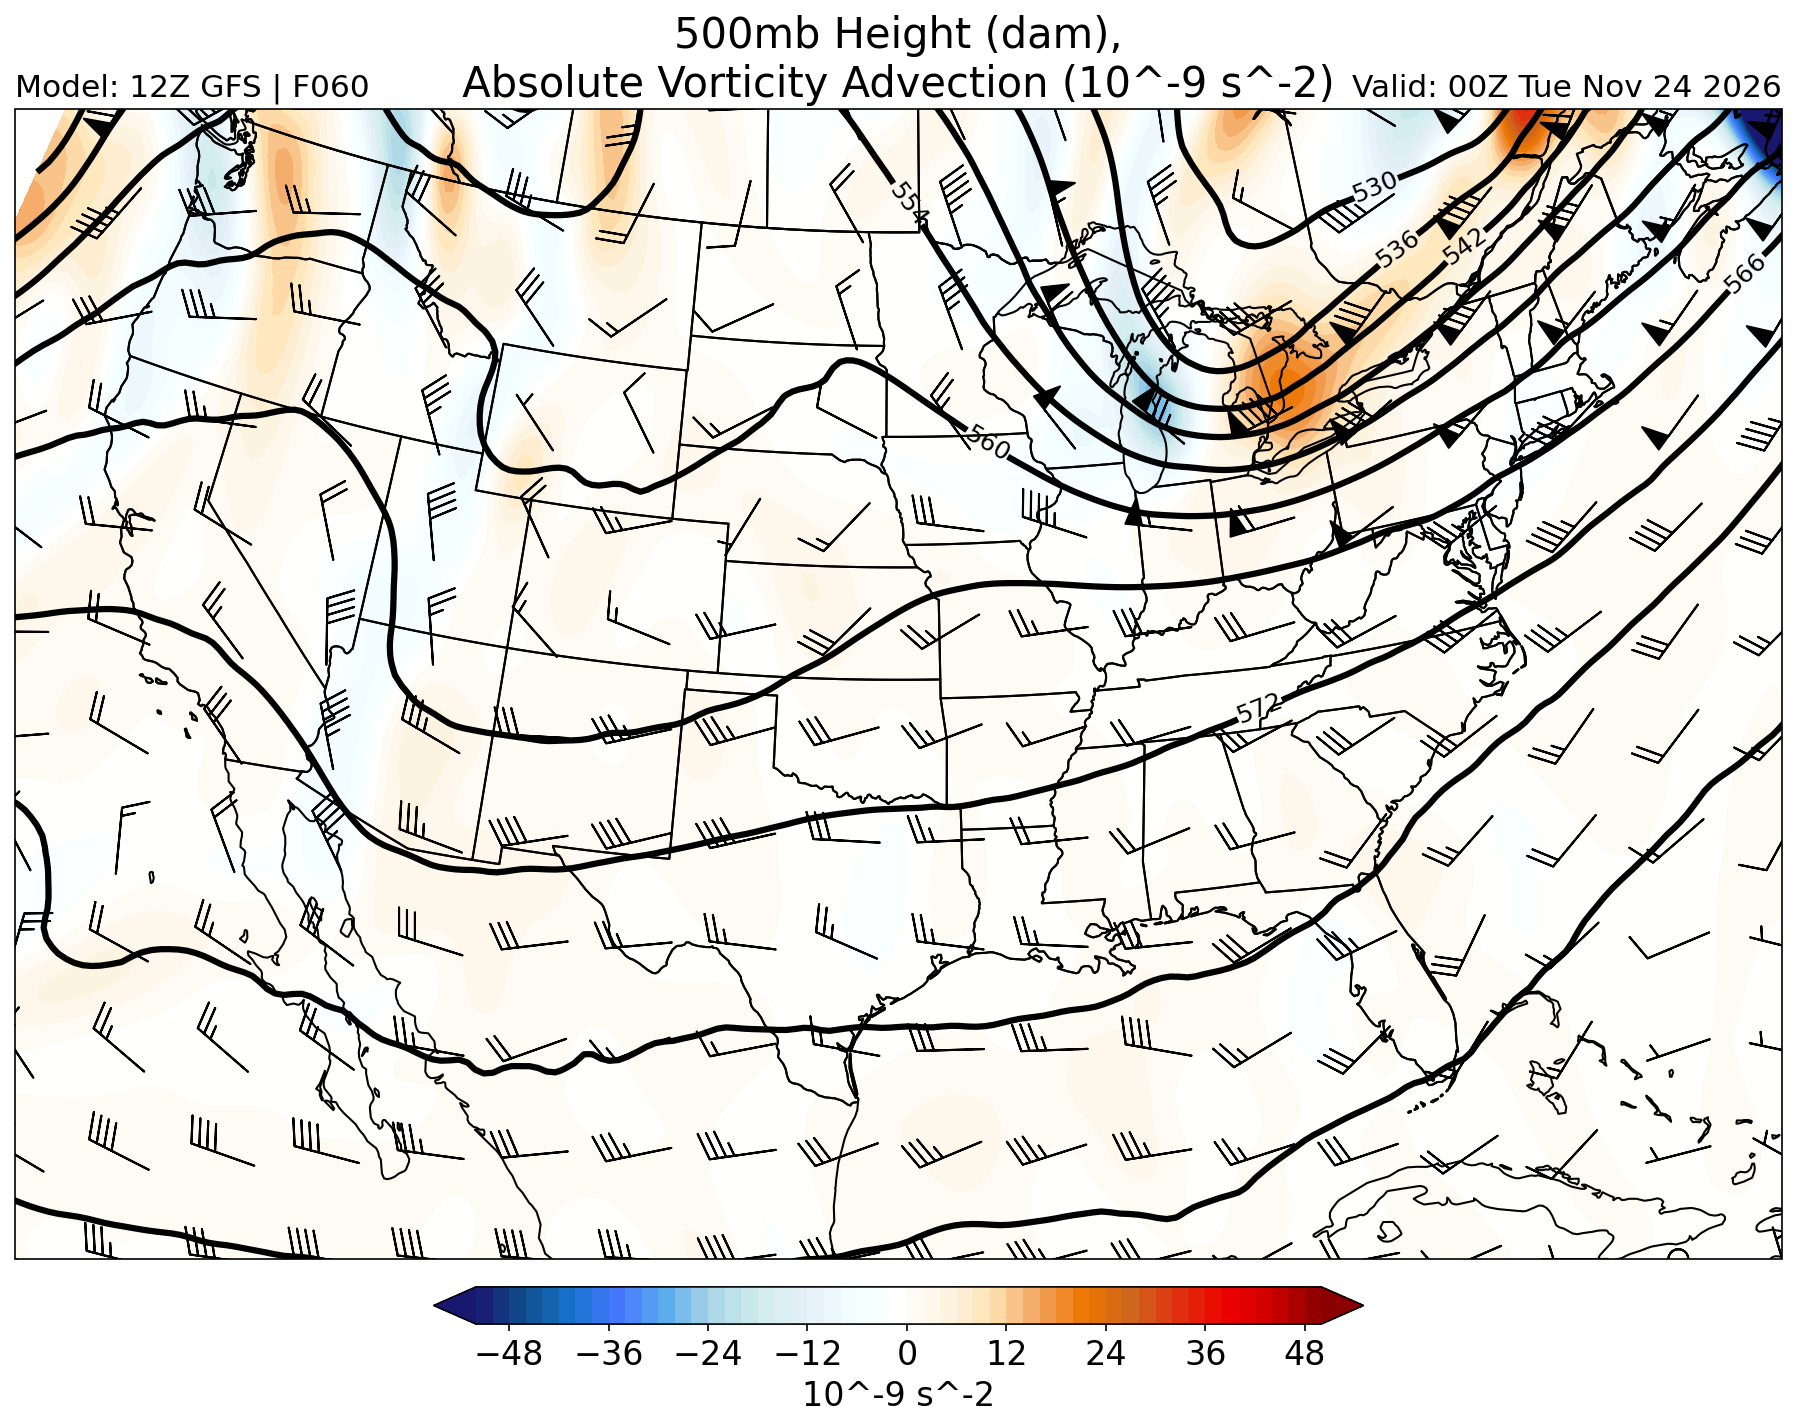 500mb Height (dam),
Model: 12Z GFS | F060
Absolute Vorticity Advection (10^-9 s^-2)
Valid: 00Z Tue Nov 24 2026
530
554
536
542
566
560
572
−48 −36 −24 −12 0 12 24 36 48
10^-9 s^-2